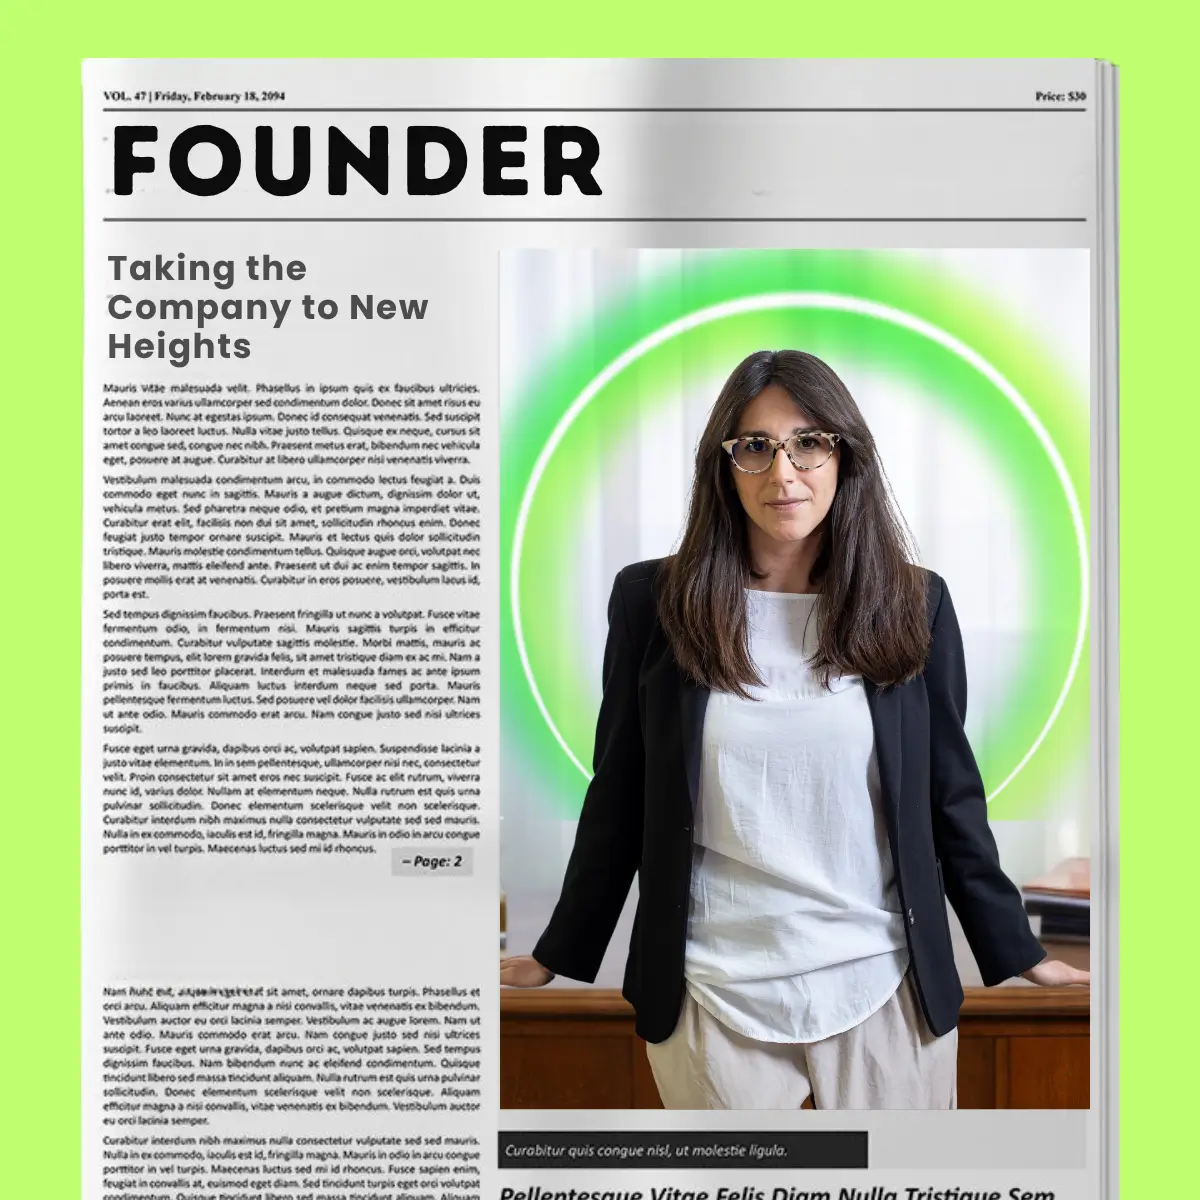 VOL. 47 | Friday, February 18, 2094
Price: $30
FOUNDER
Taking the
Company to New
Heights
Mauris Vitae malesuada velit. Phasellus in ipsum quis ex faucibus ultricies.
Aenean eros varius ullamcorper sed condimentum dolor. Donec sit amet risus eu
arcu laoreet. Nunc at egestas ipsum. Donec id consequat venenatis. Sed suscipit
tortor a leo laoreet luctus. Nulla vitae justo tellus. Quisque ex neque, cursus sit
amet congue sed, congue nec nibh. Praesent metus erat, bibendum nec vehicula
eget, posuere at augue. Curabitur at libero ullamcorper nisi venenatis viverra.
Vestibulum malesuada condimentum arcu, in commodo lectus feugiat a. Duis
commodo eget nunc in sagittis. Mauris a augue dictum, dignissim dolor ut,
vehicula metus. Sed pharetra neque odio, et pretium magna imperdiet vitae.
Curabitur erat elit, facilisis non dui sit amet, sollicitudin rhoncus enim. Donec
feugiat justo tempor ornare suscipit. Mauris et lectus quis dolor sollicitudin
tristique. Mauris molestie condimentum tellus. Quisque augue orci, volutpat nec
libero viverra, mattis eleifend ante. Praesent ut dui ac enim tempor sagittis. In
posuere mollis erat at venenatis. Curabitur in eros posuere, vestibulum lacus id,
porta est.
Sed tempus dignissim faucibus. Praesent fringilla ut nunc a volutpat. Fusce vitae
fermentum odio, in fermentum nisi. Mauris sagittis turpis in efficitur
condimentum. Curabitur vulputate sagittis molestie. Morbi mattis, mauris ac
posuere tempus, elit lorem gravida felis, sit amet tristique diam ex ac mi. Nam a
justo sed leo porttitor placerat. Interdum et malesuada fames ac ante ipsum
primis in faucibus. Aliquam luctus interdum neque sed porta. Mauris
pellentesque fermentum luctus. Sed posuere vel dolor facilisis ullamcorper. Nam
ut ante odio. Mauris commodo erat arcu. Nam congue justo sed nisi ultrices
suscipit.
Fusce eget urna gravida, dapibus orci ac, volutpat sapien. Suspendisse lacinia a
justo vitae elementum. In in sem pellentesque, ullamcorper nisi nec, consectetur
velit. Proin consectetur sit amet eros nec suscipit. Fusce ac elit rutrum, viverra
nunc id, varius dolor. Nullam at elementum neque. Nulla rutrum est quis urna
pulvinar sollicitudin. Donec elementum scelerisque velit non scelerisque.
Curabitur interdum nibh maximus nulla consectetur vulputate sed sed mauris.
Nulla in ex commodo, iaculis est id, fringilla magna. Mauris in odio in arcu congue
porttitor in vel turpis. Maecenas luctus sed mi id rhoncus.
– Page: 2
Nam nunc est, sit amet, ornare dapibus turpis. Phasellus et
orci arcu. Aliquam efficitur magna a nisi convallis, vitae venenatis ex bibendum.
Vestibulum auctor eu orci lacinia semper. Vestibulum ac augue lorem. Nam ut
ante odio. Mauris commodo erat arcu. Nam congue justo sed nisi ultrices
suscipit. Fusce eget urna gravida, dapibus orci ac, volutpat sapien. Sed tempus
dignissim faucibus. Nam bibendum nunc ac eleifend condimentum. Quisque
tincidunt libero sed massa tincidunt aliquam. Nulla rutrum est quis urna pulvinar
sollicitudin. Donec elementum scelerisque velit non scelerisque. Aliquam
efficitur magna a nisi convallis, vitae venenatis ex bibendum. Vestibulum auctor
eu orci lacinia semper.
Curabitur interdum nibh maximus nulla consectetur vulputate sed sed mauris.
Nulla in ex commodo, iaculis est id, fringilla magna. Mauris in odio in arcu congue
porttitor in vel turpis. Maecenas luctus sed mi id rhoncus. Fusce sapien enim,
feugiat in convallis at, euismod eget diam. Sed tincidunt turpis eget orci volutpat
condimentum. Quisque tincidunt libero sed massa tincidunt aliquam. Aliquam
Curabitur quis congue nisl, ut molestie ligula.
Pellentesque Vitae Felis Diam Nulla Tristique Sem